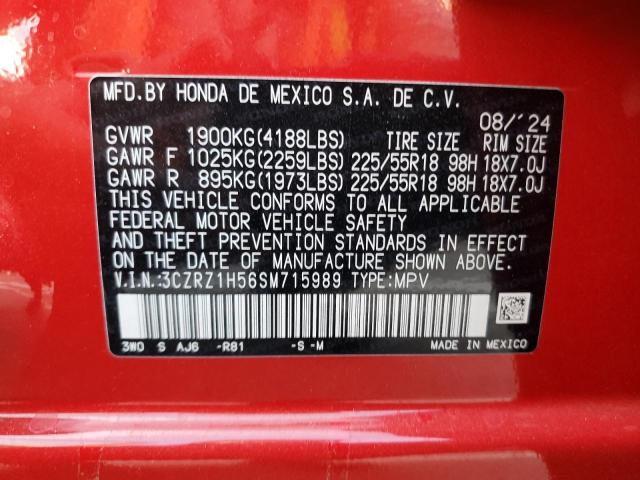 MFD.BY HONDA DE MEXICO S.A. DE C.V.
08/'24
GVWR 1900KG(4188LBS) TIRE SIZE RIM SIZE
GAWR F 1025KG(2259LBS) 225/55R18 98H 18X7.0J
GAWR R 895KG(1973LBS) 225/55R18 98H 18X7.0J
THIS VEHICLE CONFORMS TO ALL APPLICABLE
FEDERAL MOTOR VEHICLE SAFETY
AND THEFT PREVENTION STANDARDS IN EFFECT
ON THE DATE OF MANUFACTURE SHOWN ABOVE.
V.I.N.:3CZRZ1H56SM715989 TYPE:MPV
3W0 S AJ6 -R81 -S -M MADE IN MEXICO